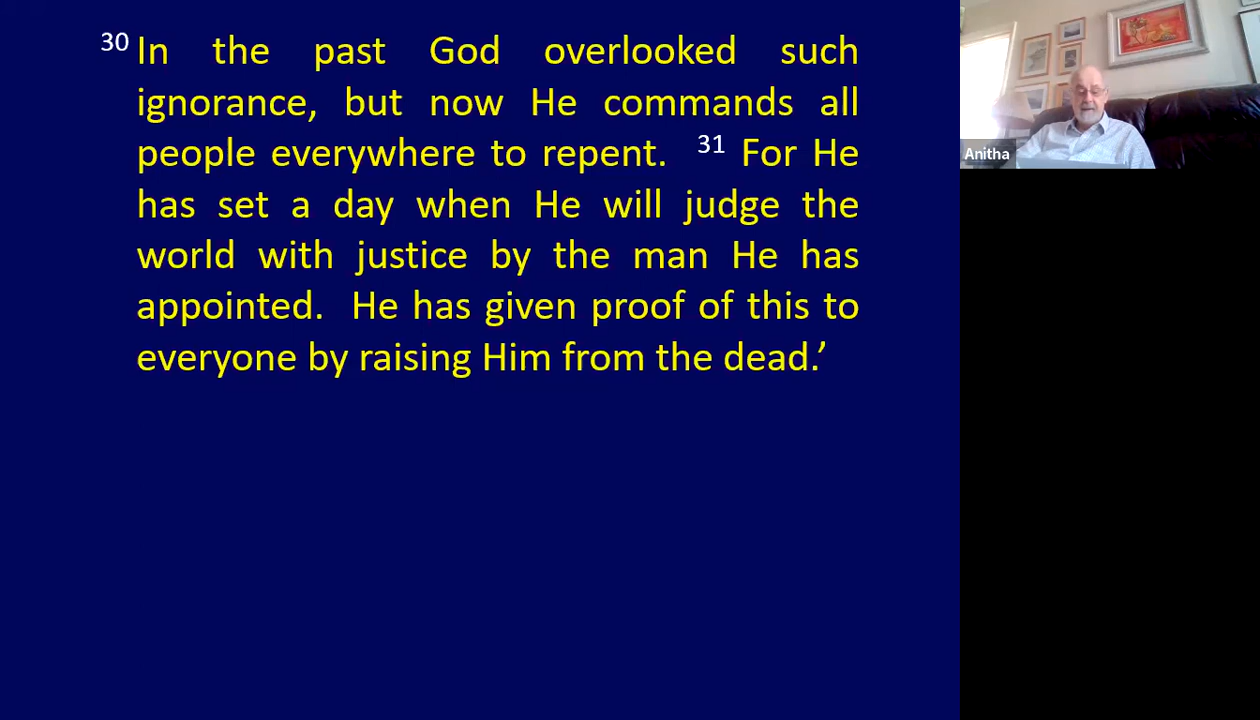 30 In the past God overlooked such
ignorance, but now He commands all
people everywhere to repent. 31 For He
has set a day when He will judge the
world with justice by the man He has
appointed. He has given proof of this to
everyone by raising Him from the dead.’
Anitha